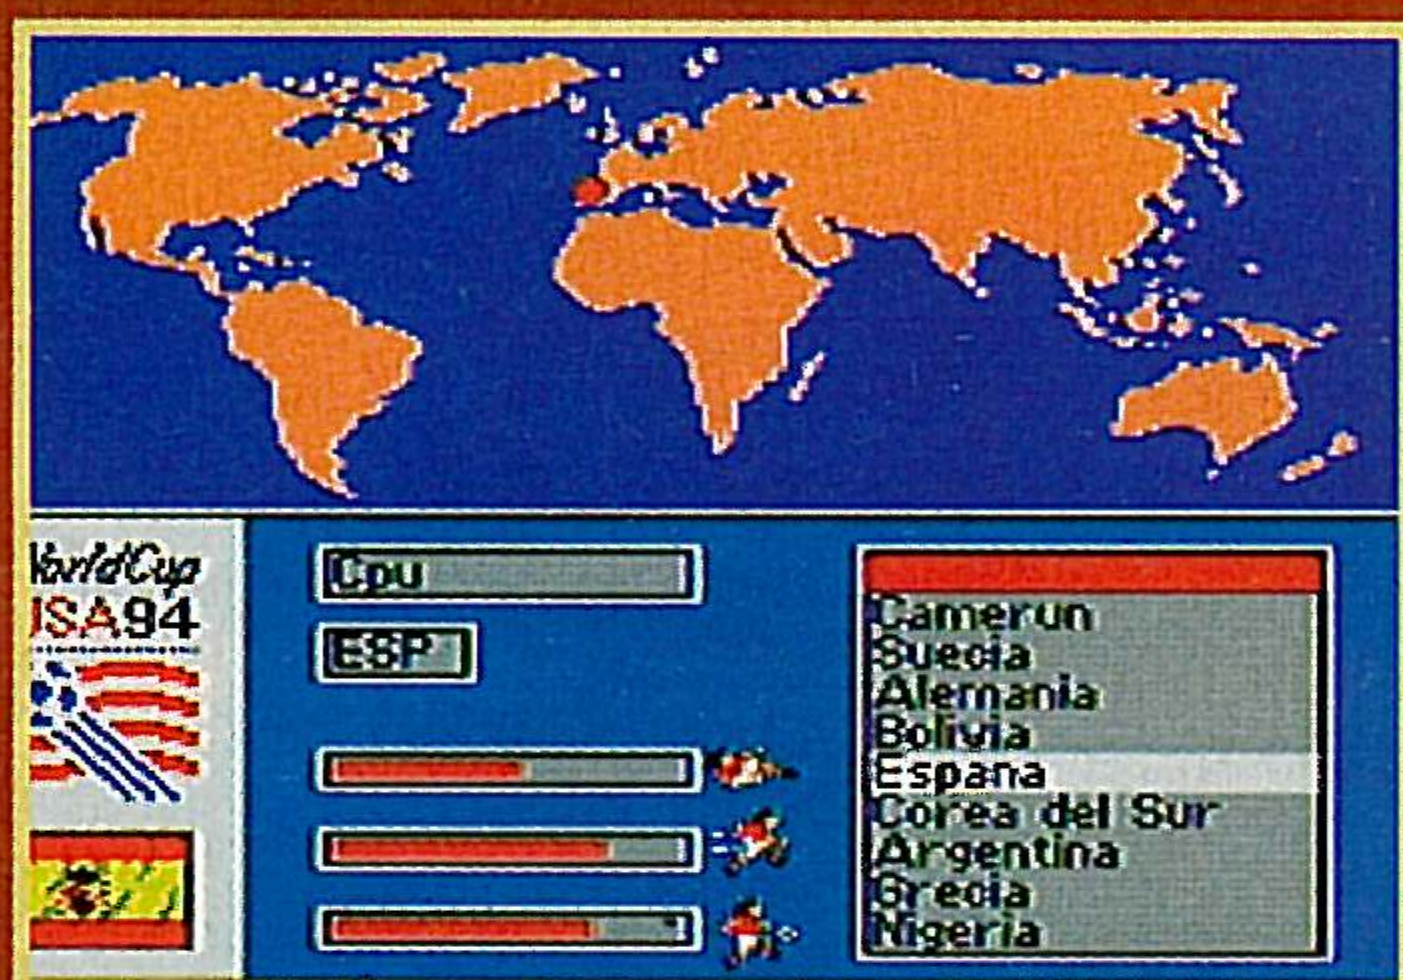 WorldCup
USA94
Cpu
ESP
Camerun
Suecia
Alemania
Bolivia
Espana
Corea del Sur
Argentina
Grecia
Nigeria